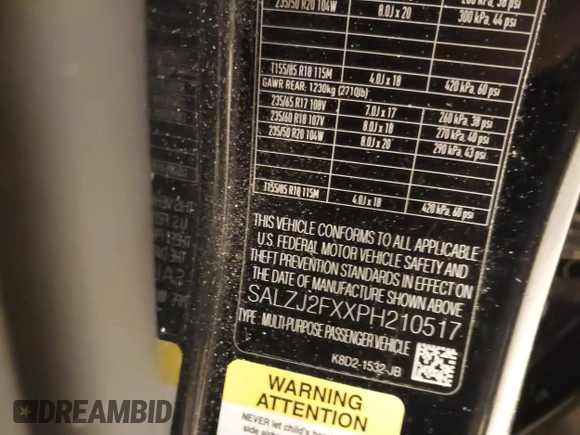 235/50 R20 104W 8.0J x 20 300 kPa, 44 psi
T155/85 R18 115M 4.0J x 18 420 kPa, 60 psi
GAWR REAR: 1230kg (2710lb)
235/65 R17 108V 7.0J x 17 260 kPa, 38 psi
235/60 R18 107V 8.0J x 18 270 kPa, 40 psi
235/50 R20 104W 8.0J x 20 290 kPa, 43 psi
T155/85 R18 115M 4.0J x 18 420 kPa, 60 psi
THIS VEHICLE CONFORMS TO ALL APPLICABLE
U.S. FEDERAL MOTOR VEHICLE SAFETY AND
THEFT PREVENTION STANDARDS IN EFFECT ON
THE DATE OF MANUFACTURE SHOWN ABOVE
SALZJ2FXXPH210517
TYPE : MULTI-PURPOSE PASSENGER VEHICLE
K8D2-1532-JB
WARNING
ATTENTION
NEVER let child's
side
DREAMBID